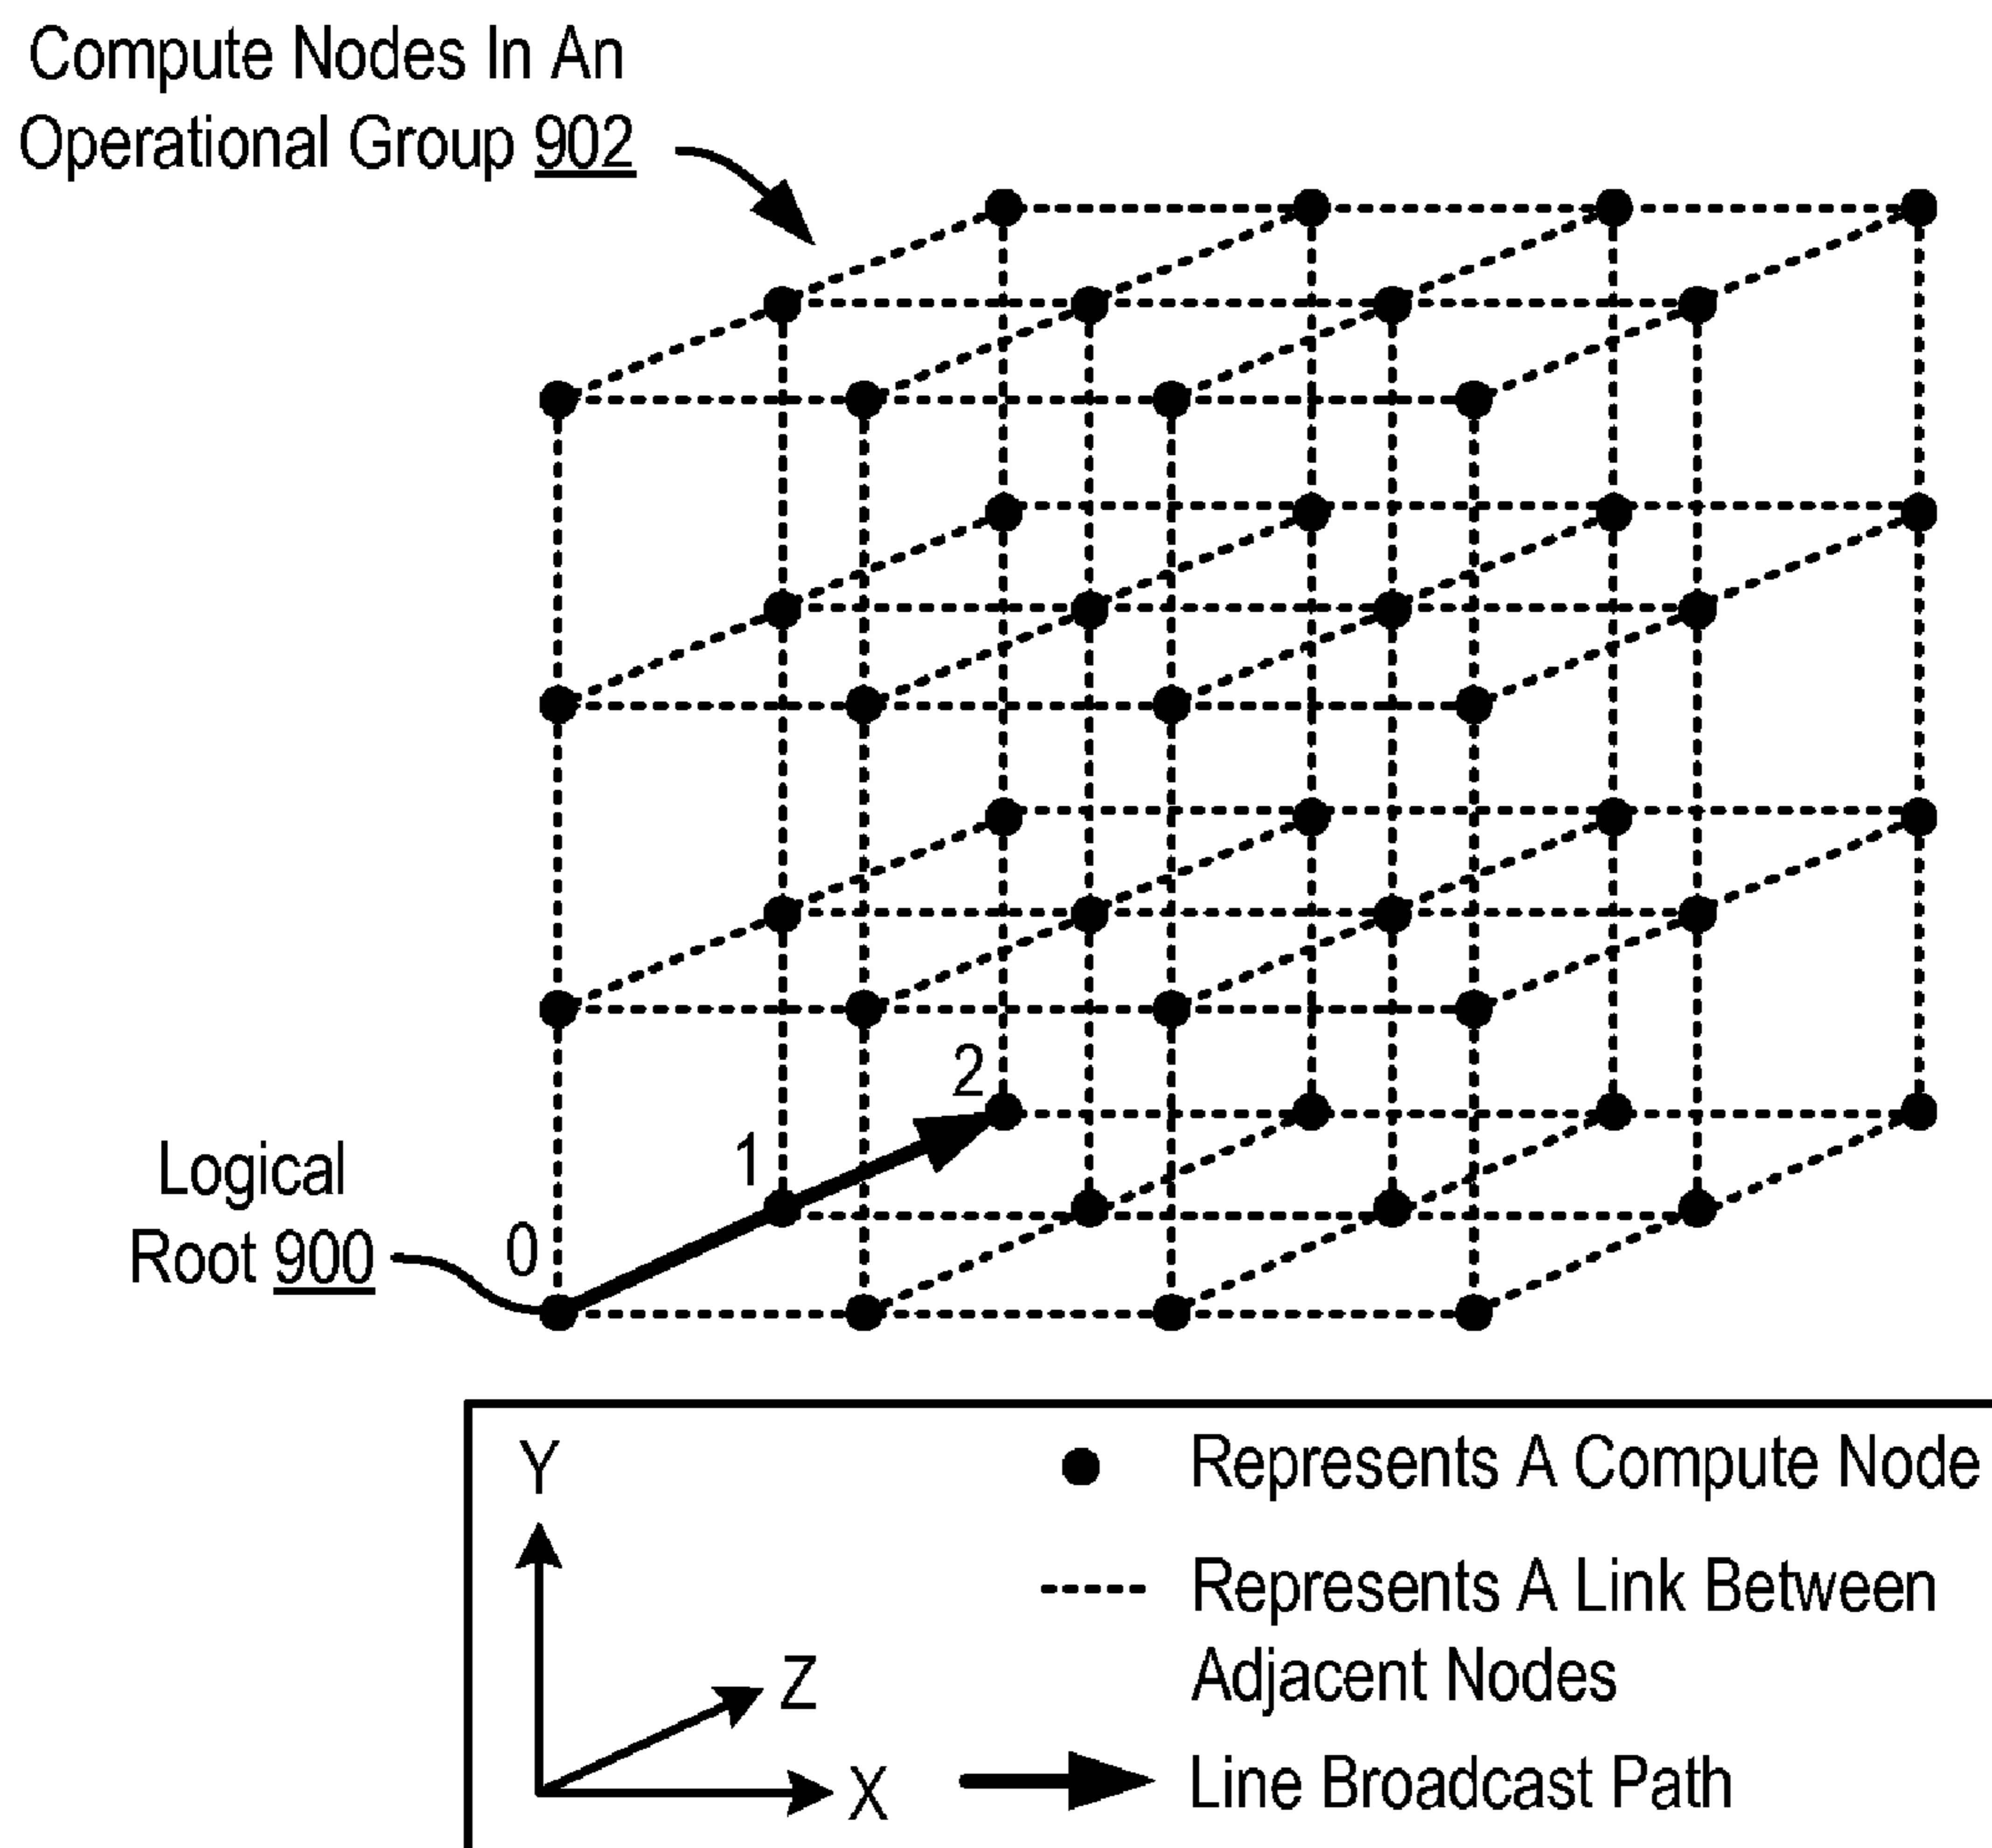 Compute Nodes In An
Operational Group 902
2
1
Logical
Root 900
0
Y
Z
X
Represents A Compute Node
Represents A Link Between
Adjacent Nodes
Line Broadcast Path